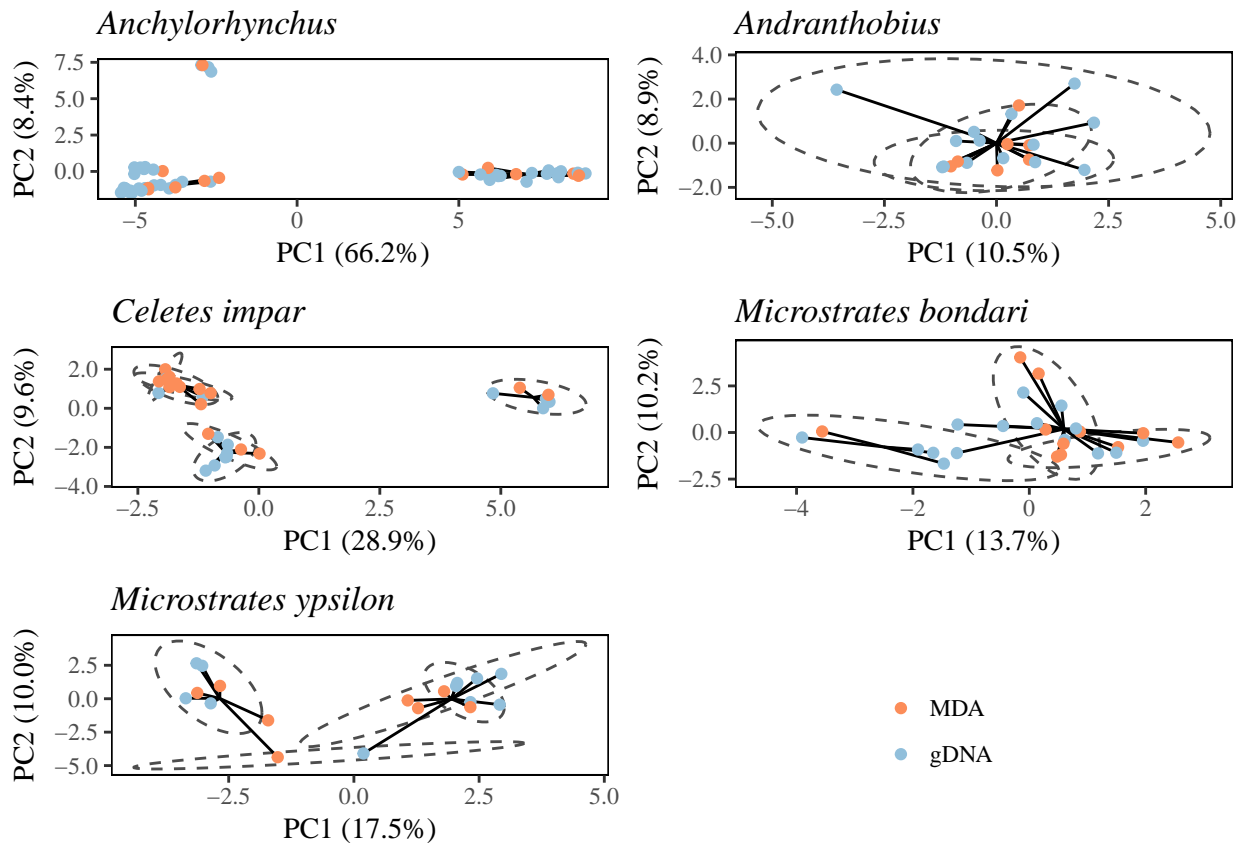 Anchylorhynchus
PC2 (8.4%)
7.5
5.0
2.5
0.0
−5
0
5
PC1 (66.2%)
Andranthobius
PC2 (8.9%)
4.0
2.0
0.0
−2.0
−5.0
−2.5
0.0
2.5
5.0
PC1 (10.5%)
Celetes impar
PC2 (9.6%)
2.0
0.0
−2.0
−4.0
−2.5
0.0
2.5
5.0
PC1 (28.9%)
Microstrates bondari
PC2 (10.2%)
2.5
0.0
−2.5
−4
−2
0
2
PC1 (13.7%)
Microstrates ypsilon
PC2 (10.0%)
2.5
0.0
−2.5
−5.0
−2.5
0.0
2.5
5.0
PC1 (17.5%)
MDA
gDNA